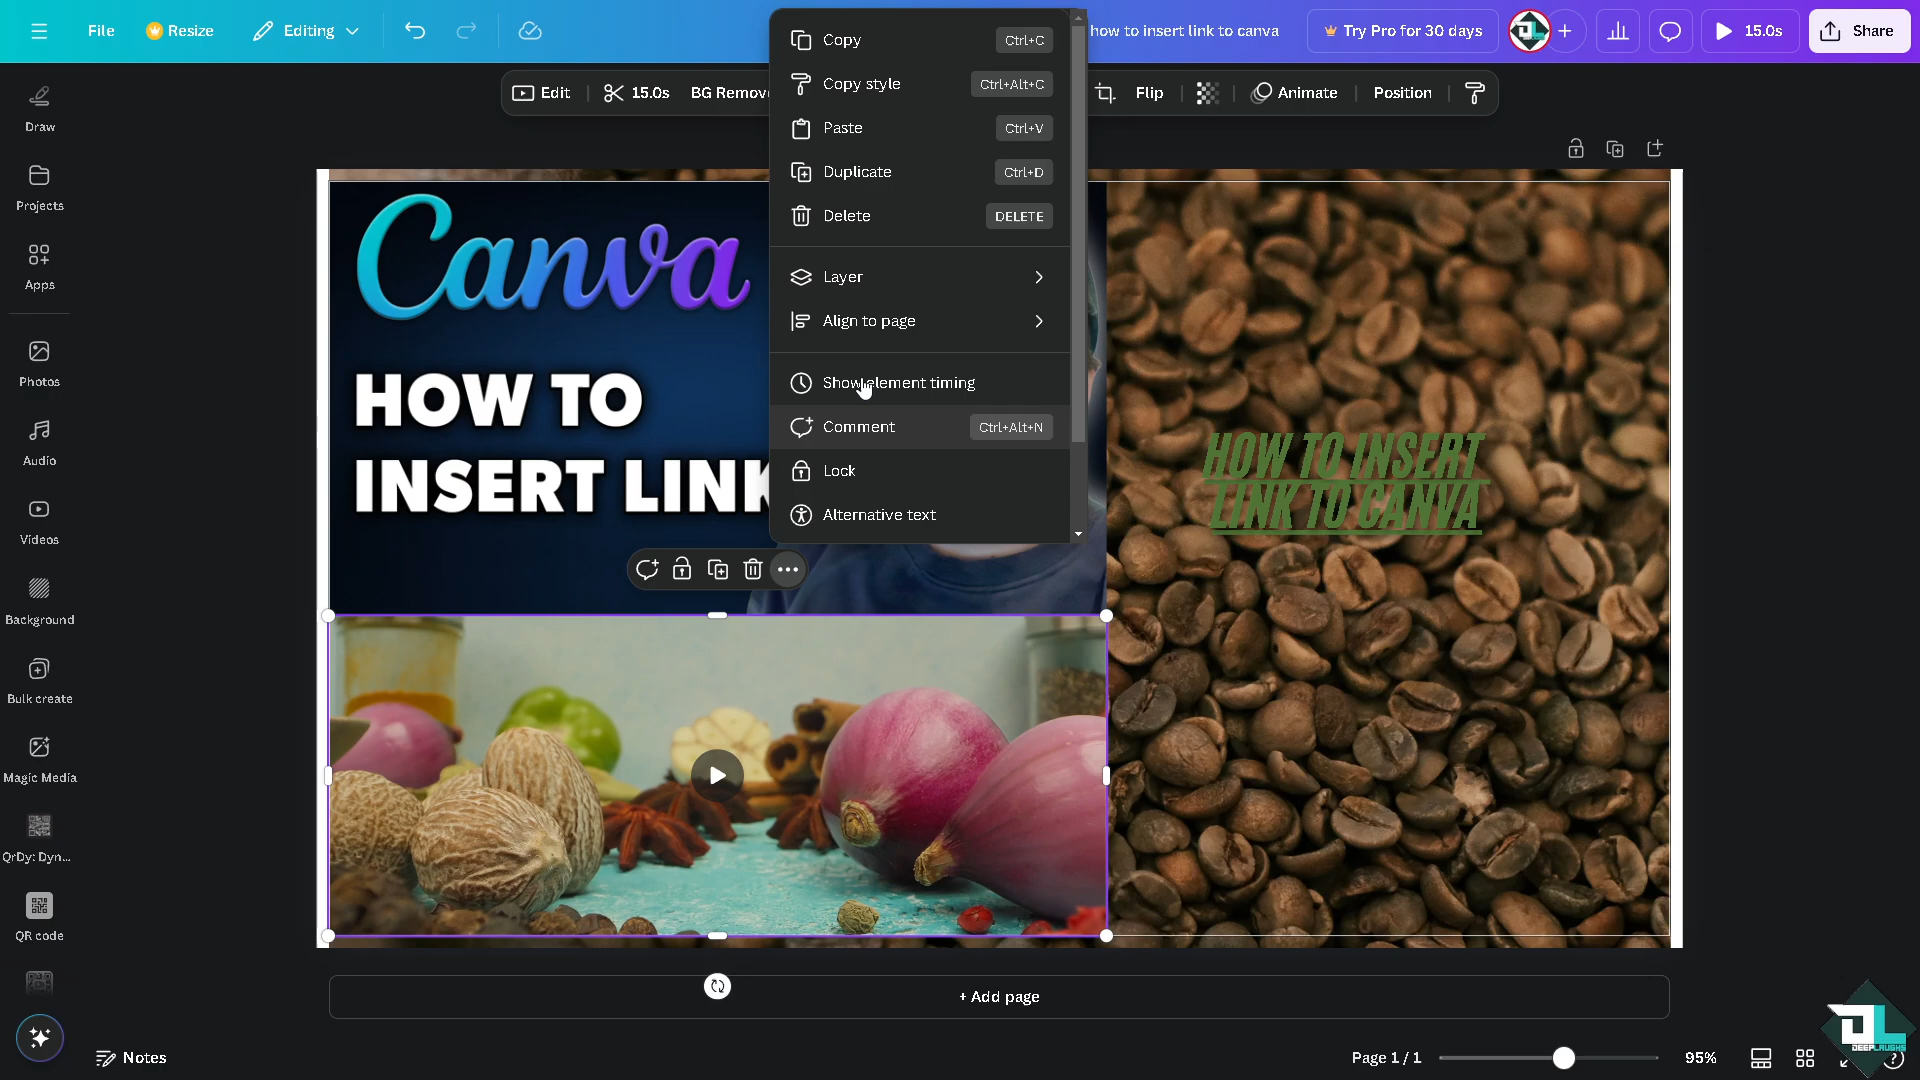 File
Resize
Editing
how to insert link to canva
Try Pro for 30 days
15.0s
Share
Edit
15.0s
BG Remov
Flip
Animate
Position
Copy
Ctrl+C
Copy style
Ctrl+Alt+C
Paste
Ctrl+V
Duplicate
Ctrl+D
Delete
DELETE
Layer
Align to page
Show element timing
Comment
Ctrl+Alt+N
Lock
Alternative text
Draw
Projects
Apps
Photos
Audio
Videos
Background
Bulk create
Magic Media
QrDy: Dyn...
QR code
Canva
HOW TO
INSERT LINK
HOW TO INSERT
LINK TO CANVA
+ Add page
Notes
Page 1 / 1
95%
DL
DEEPLAUGHS